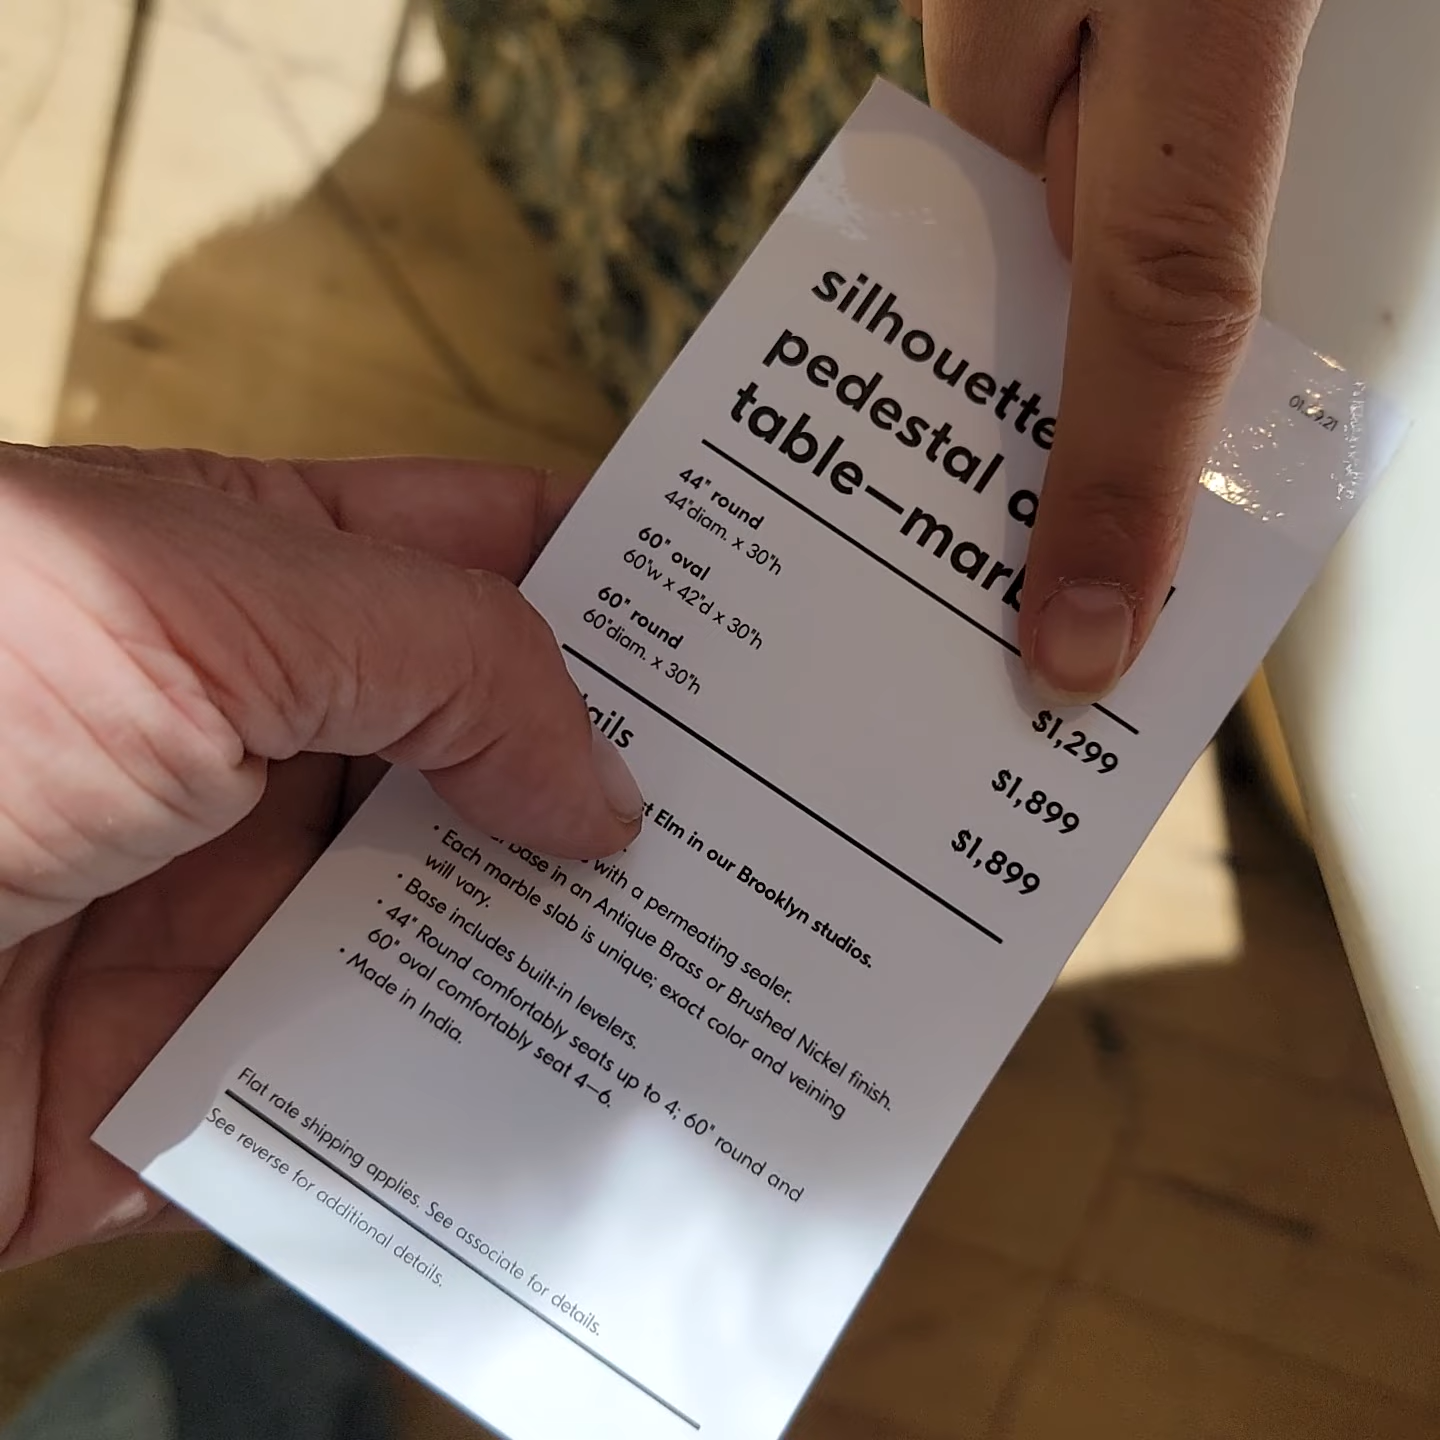 01.
silhouette
pedestal
table—
44" round
44"diam. x 30"h
$1,299
60" oval
60"w x 42"d x 30"h
$1,899
60" round
60"diam. x 30"h
$1,899
Elm in our Brooklyn studios.
with a permeating sealer.
base in an Antique Brass or Brushed Nickel finish.
• Each marble slab is unique; exact color and veining
will vary.
• Base includes built-in levelers.
• 44" Round comfortably seats up to 4; 60" round and
60" oval comfortably seat 4–6.
• Made in India.
Flat rate shipping applies. See associate for details.
See reverse for additional details.